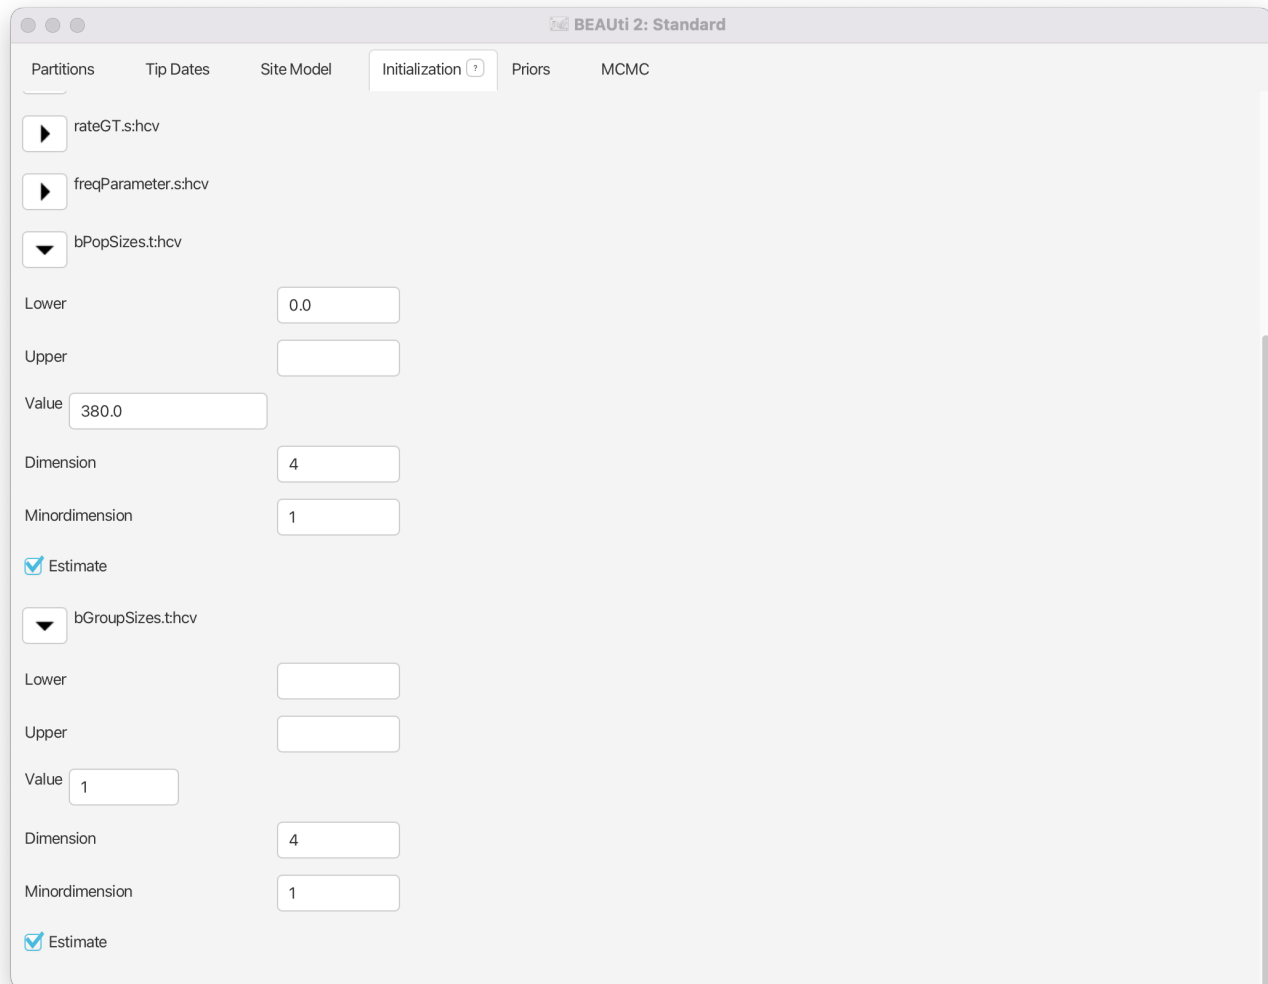 BEAUti 2: Standard
Partitions Tip Dates Site Model Initialization ? Priors MCMC
rateGT.s:hcv
freqParameter.s:hcv
bPopSizes.t:hcv
Lower 0.0
Upper
Value 380.0
Dimension 4
Minordimension 1
Estimate
bGroupSizes.t:hcv
Lower
Upper
Value 1
Dimension 4
Minordimension 1
Estimate